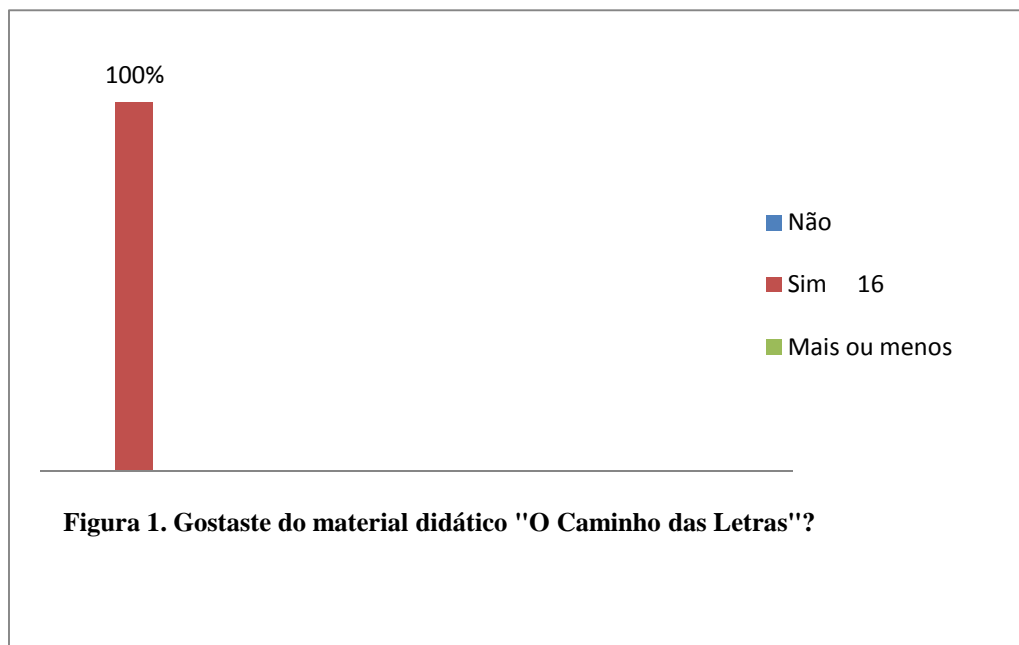 100%
Não
Sim 16
Mais ou menos
Figura 1. Gostaste do material didático "O Caminho das Letras"?